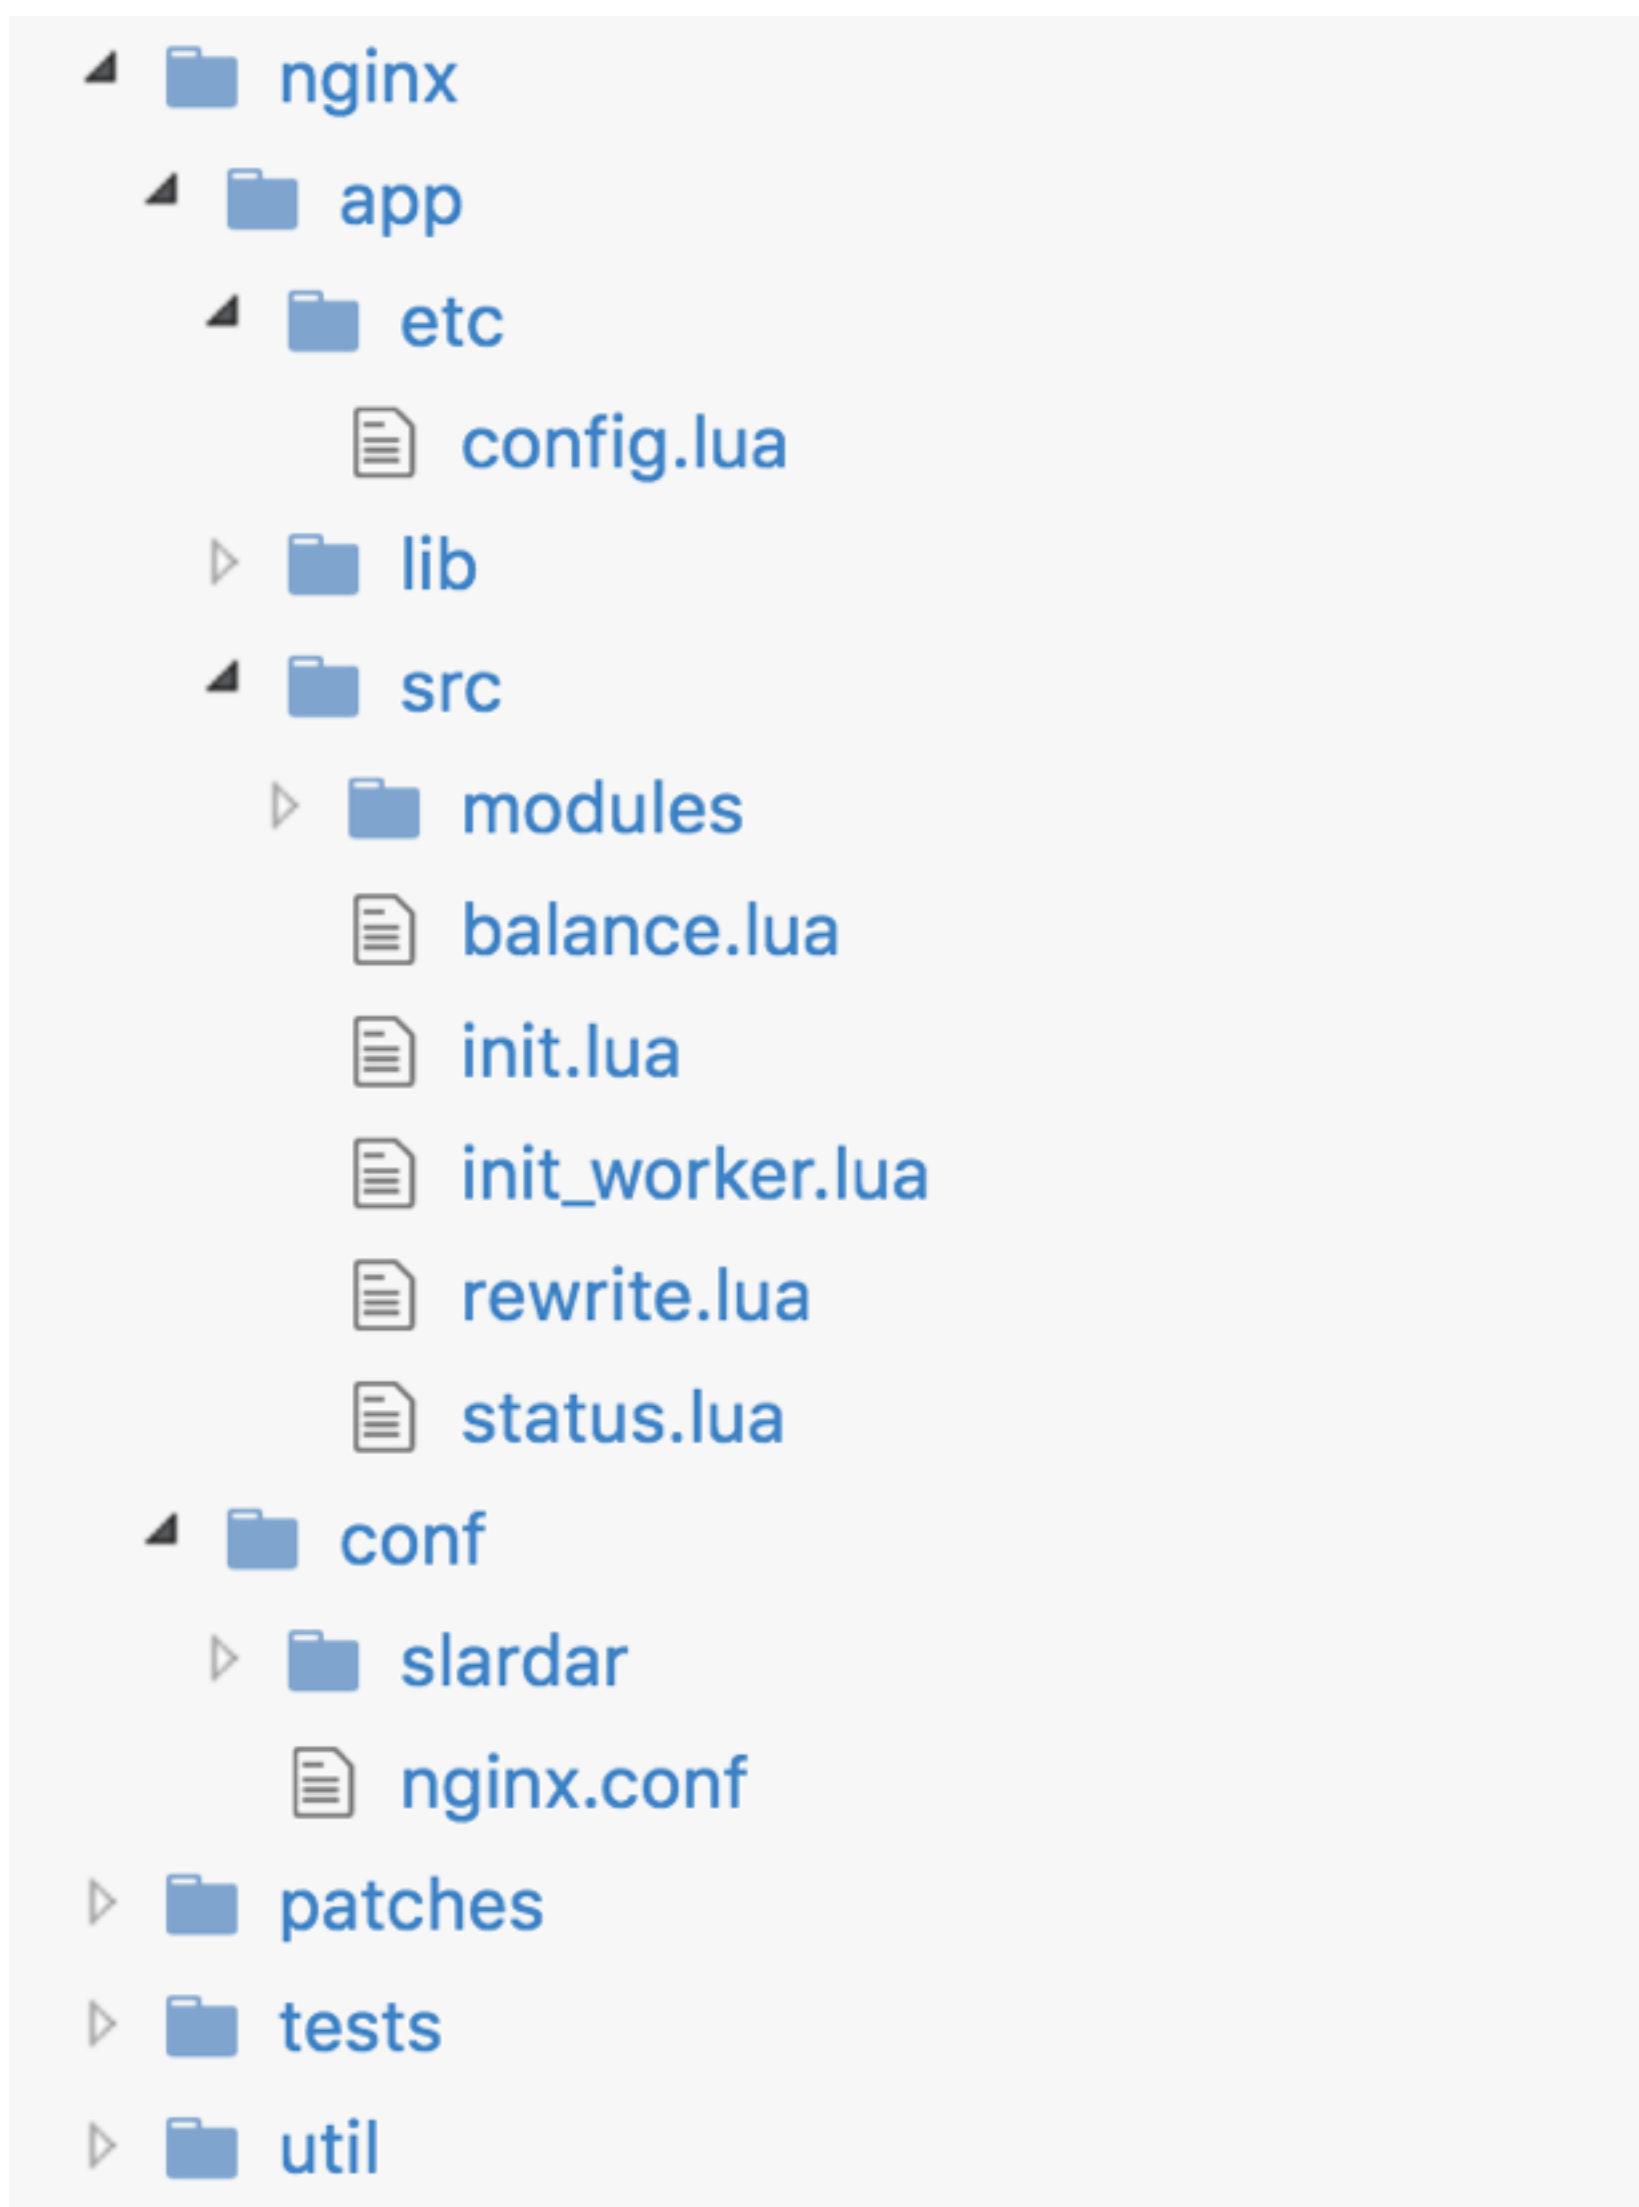 nginx
app
etc
config.lua
lib
src
modules
balance.lua
init.lua
init_worker.lua
rewrite.lua
status.lua
conf
slardar
nginx.conf
patches
tests
util